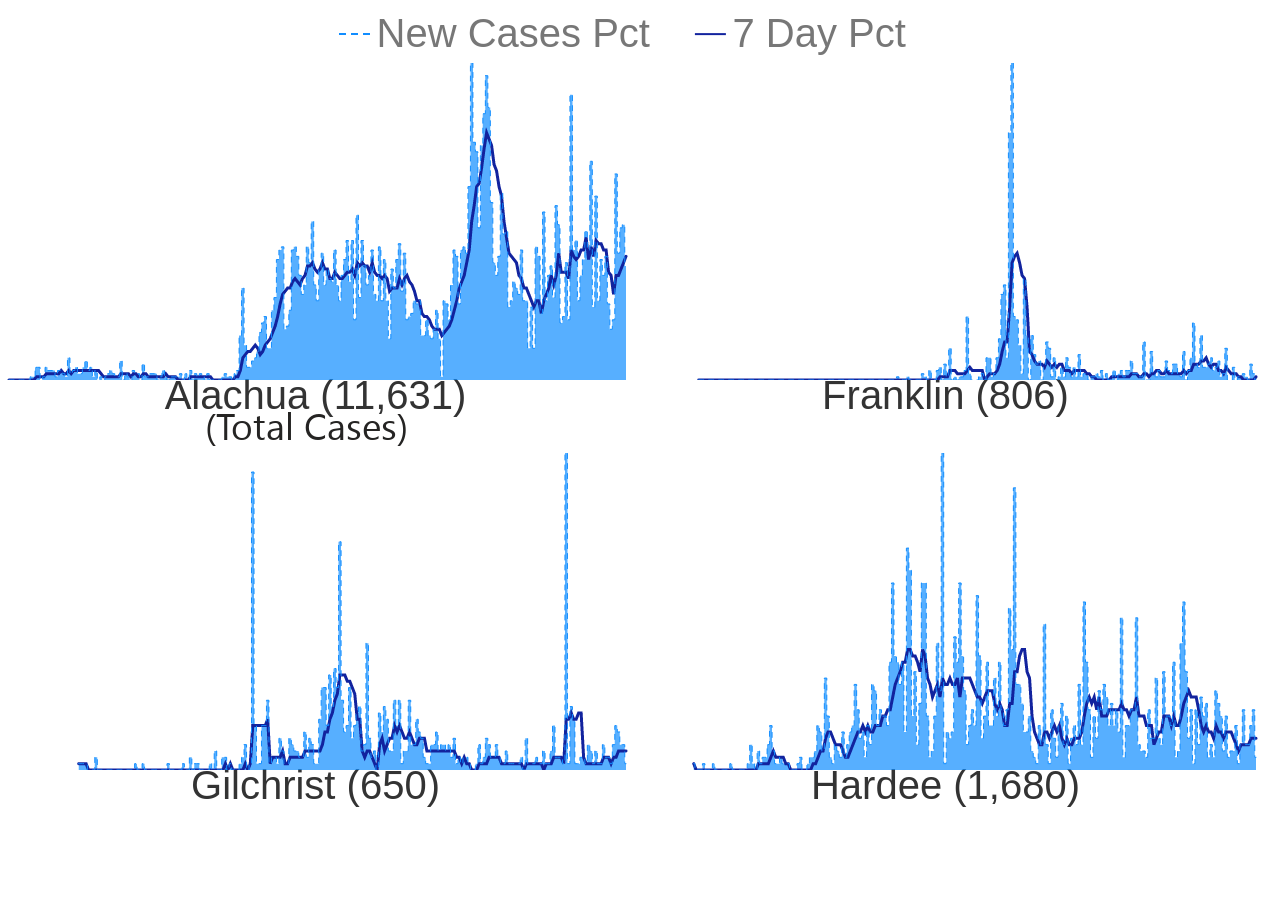 New Cases Pct 7 Day Pct
Alachua (11,631)
(Total Cases)
Franklin (806)
Gilchrist (650)
Hardee (1,680)